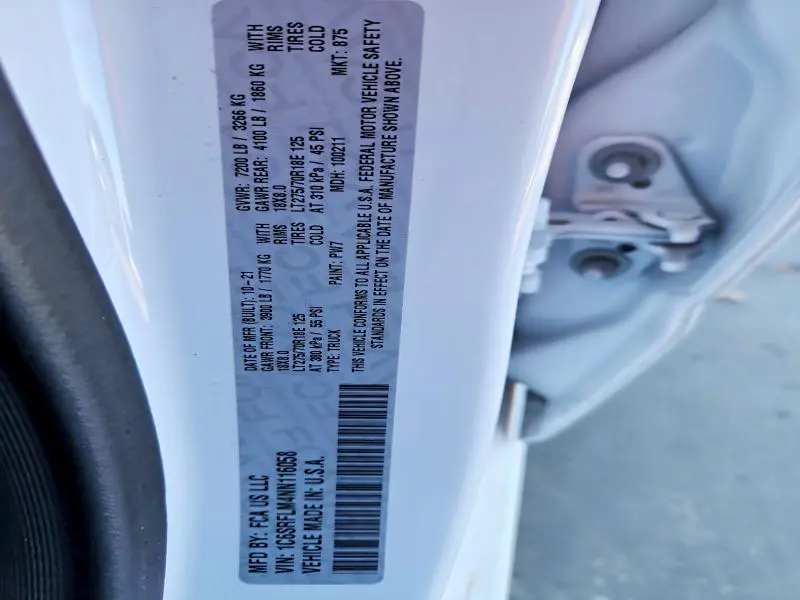 MFD BY: FCA US LLC
DATE OF MFR (BUILT): 10-21
GVWR: 7200 LB / 3266 KG
VIN: 1C6SRFLM4NN116058
GAWR FRONT: 3900 LB / 1770 KG WITH
GAWR REAR: 4100 LB / 1860 KG WITH
18X8.0 RIMS
18X8.0 RIMS
VEHICLE MADE IN: U.S.A.
LT275/70R18E 125 TIRES
LT275/70R18E 125 TIRES
AT 380 kPa / 55 PSI COLD
AT 310 kPa / 45 PSI COLD
TYPE: TRUCK
PAINT: PW7
MDH: 100211
MKT: 875
THIS VEHICLE CONFORMS TO ALL APPLICABLE U.S.A. FEDERAL MOTOR VEHICLE SAFETY
STANDARDS IN EFFECT ON THE DATE OF MANUFACTURE SHOWN ABOVE.